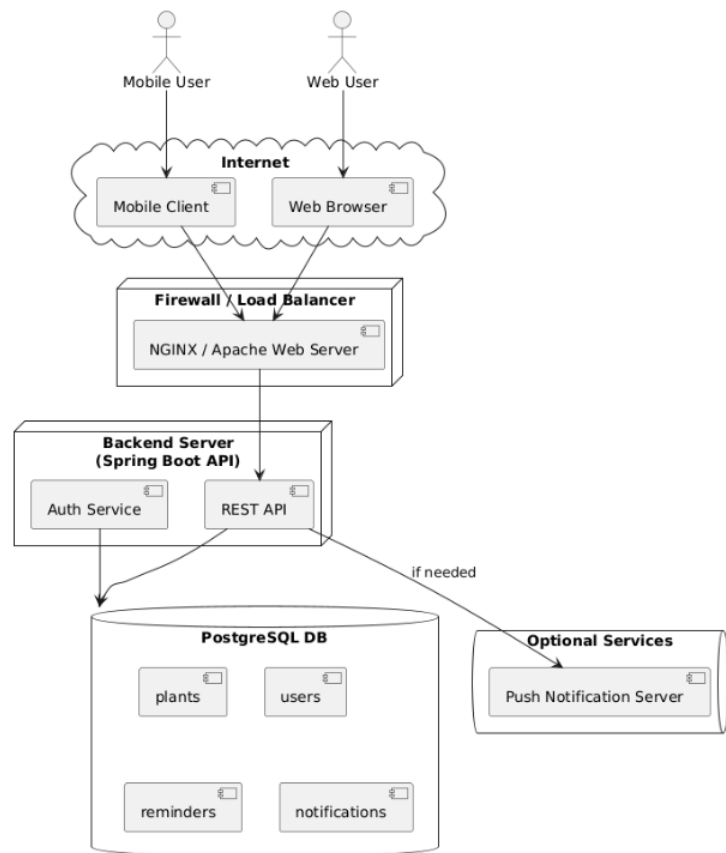 Mobile User
Web User
Internet
Mobile Client
Web Browser
Firewall / Load Balancer
NGINX / Apache Web Server
Backend Server
(Spring Boot API)
Auth Service
REST API
if needed
PostgreSQL DB
Optional Services
plants
users
Push Notification Server
reminders
notifications